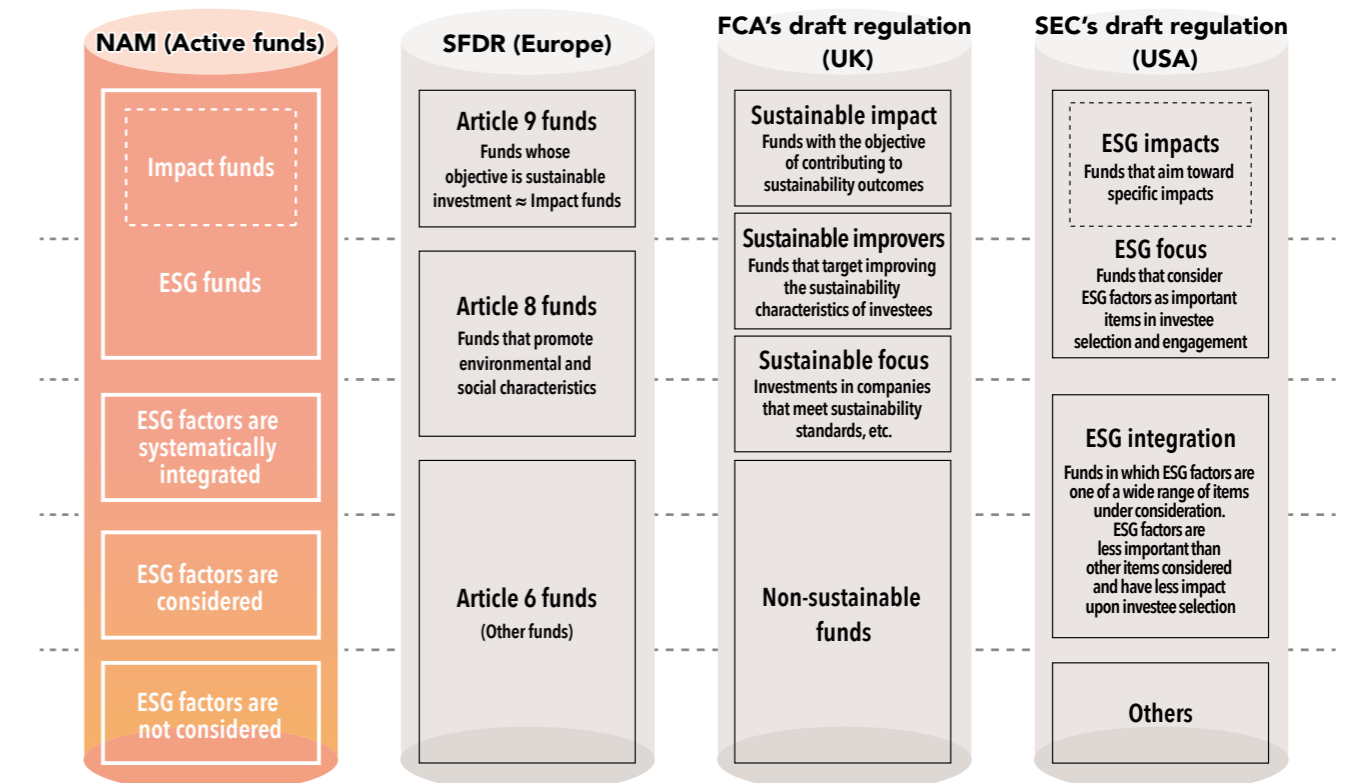 NAM (Active funds)
Impact funds
ESG funds
ESG factors are
systematically
integrated
ESG factors are
considered
ESG factors are
not considered
SFDR (Europe)
Article 9 funds
Funds whose
objective is sustainable
investment ≈ Impact funds
Article 8 funds
Funds that promote
environmental and
social characteristics
Article 6 funds
(Other funds)
FCA's draft regulation
(UK)
Sustainable impact
Funds with the objective
of contributing to
sustainability outcomes
Sustainable improvers
Funds that target improving
the sustainability
characteristics of investees
Sustainable focus
Investments in companies
that meet sustainability
standards, etc.
Non-sustainable
funds
SEC's draft regulation
(USA)
ESG impacts
Funds that aim toward
specific impacts
ESG focus
Funds that consider
ESG factors as important
items in investee
selection and engagement
ESG integration
Funds in which ESG factors are
one of a wide range of items
under consideration.
ESG factors are
less important than
other items considered
and have less impact
upon investee selection
Others